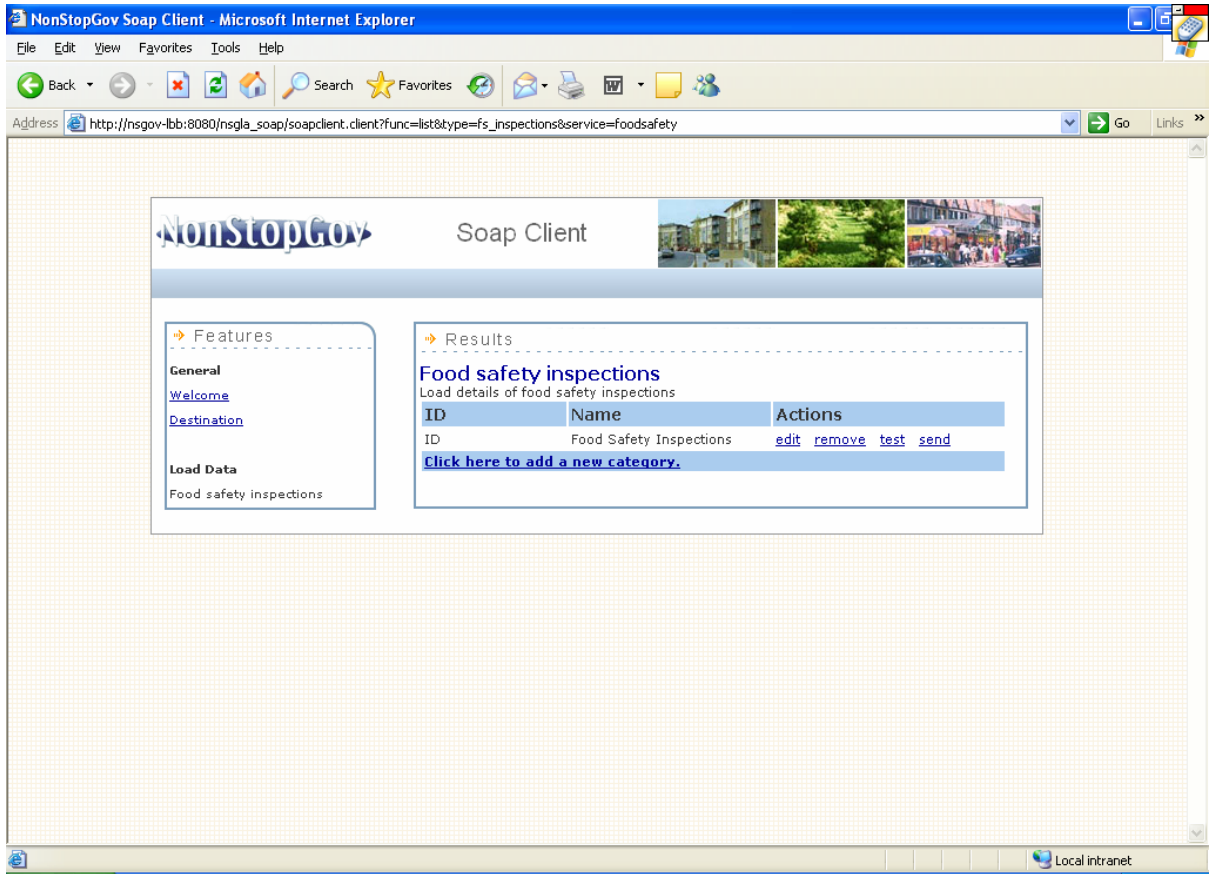 NonStopGov Soap Client - Microsoft Internet Explorer
File Edit View Favorites Tools Help
Back Search Favorites
Address http://nsgov-lbb:8080/nsgla_soap/soapclient.client?func=list&type=fs_inspections&service=foodsafety Go Links »
NonStopGov Soap Client
Features
General
Welcome
Destination
Load Data
Food safety inspections
Results
Food safety inspections
Load details of food safety inspections
ID Name Actions
ID Food Safety Inspections edit remove test send
Click here to add a new category.
Local intranet